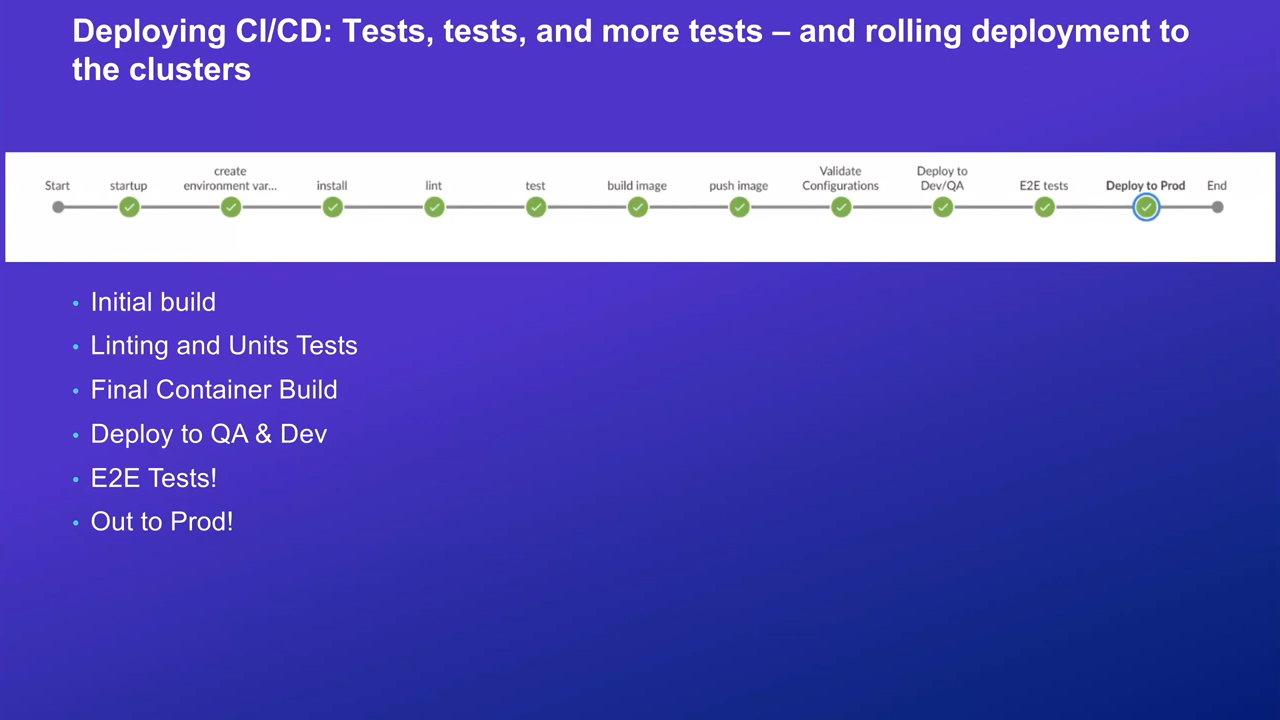 Deploying CI/CD: Tests, tests, and more tests – and rolling deployment to
the clusters
Start
startup
create
environment var...
install
lint
test
build image
push image
Validate
Configurations
Deploy to
Dev/QA
E2E tests
Deploy to Prod
End
• Initial build
• Linting and Units Tests
• Final Container Build
• Deploy to QA & Dev
• E2E Tests!
• Out to Prod!